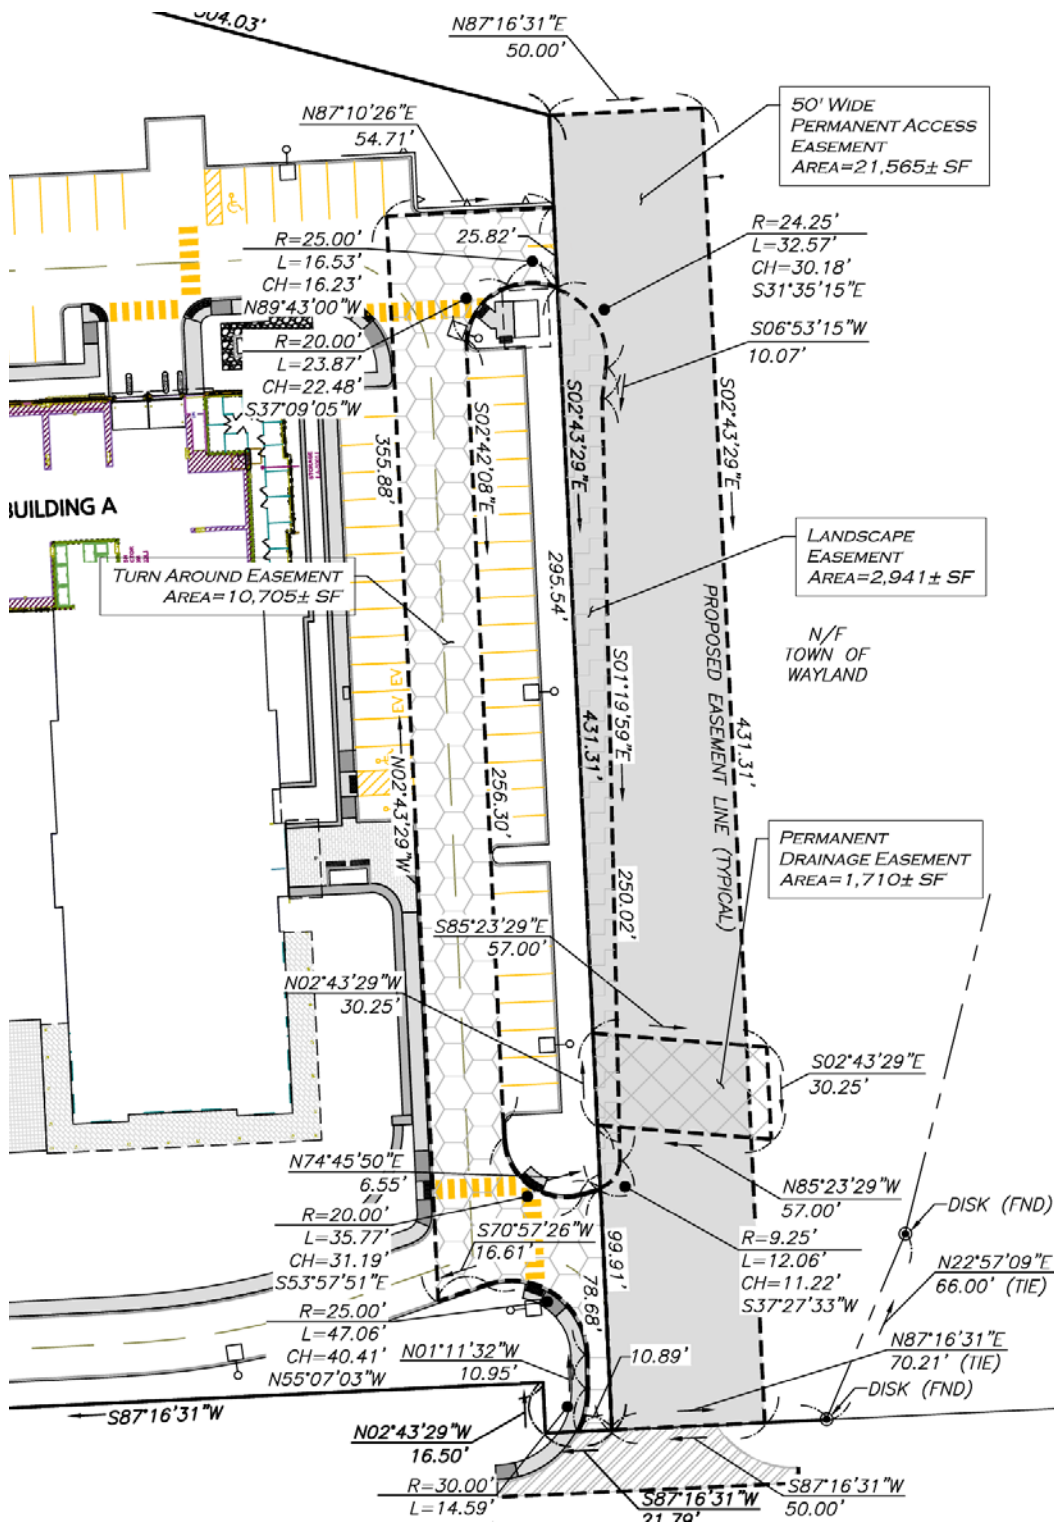 304.03'
N87°16'31"E
50.00'
50' WIDE
PERMANENT ACCESS
EASEMENT
AREA=21,565± SF
N87°10'26"E
54.71'
R=25.00'
L=16.53'
CH=16.23'
N89°43'00"W
25.82'
R=24.25'
L=32.57'
CH=30.18'
S31°35'15"E
S06°53'15"W
10.07'
R=20.00'
L=23.87'
CH=22.48'
S37°09'05"W
355.88'
S02°42'08"E
S02°43'29"E
S02°43'29"E
BUILDING A
LANDSCAPE
EASEMENT
AREA=2,941± SF
TURN AROUND EASEMENT
AREA=10,705± SF
295.54'
PROPOSED EASEMENT LINE (TYPICAL)
N/F
TOWN OF
WAYLAND
S01°19'59"E
EV EV
431.31'
431.31'
N02°43'29"W
256.30'
250.02'
PERMANENT
DRAINAGE EASEMENT
AREA=1,710± SF
S85°23'29"E
57.00'
N02°43'29"W
30.25'
S02°43'29"E
30.25'
N74°45'50"E
6.55'
N85°23'29"W
57.00'
DISK (FND)
R=20.00'
L=35.77'
CH=31.19'
S53°57'51"E
S70°57'26"W
16.61'
99.91'
78.68'
R=9.25'
L=12.06'
CH=11.22'
S37°27'33"W
N22°57'09"E
66.00' (TIE)
R=25.00'
L=47.06'
CH=40.41'
N55°07'03"W
N01°11'32"W
10.95'
10.89'
N87°16'31"E
70.21' (TIE)
DISK (FND)
S87°16'31"W
N02°43'29"W
16.50'
R=30.00'
L=14.59'
S87°16'31"W
21.79'
S87°16'31"W
50.00'